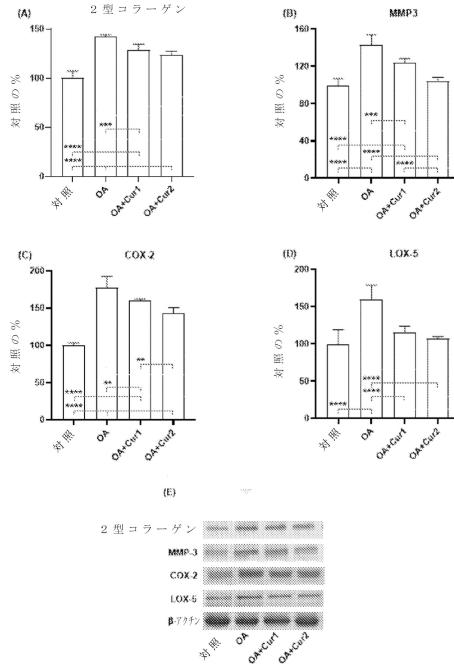 (A)
2型コラーゲン
対照の%
150
100
50
0
***
****
****
対照
OA
OA+Cur1
OA+Cur2
(B)
MMP3
対照の%
160
120
80
40
0
***
****
****
****
****
対照
OA
OA+Cur1
OA+Cur2
(C)
COX-2
対照の%
200
150
100
50
0
**
**
****
****
対照
OA
OA+Cur1
OA+Cur2
(D)
LOX-5
対照の%
200
150
100
50
0
****
****
****
対照
OA
OA+Cur1
OA+Cur2
(E)
2型コラーゲン
MMP-3
COX-2
LOX-5
β-アクチン
対照
OA
OA+Cur1
OA+Cur2